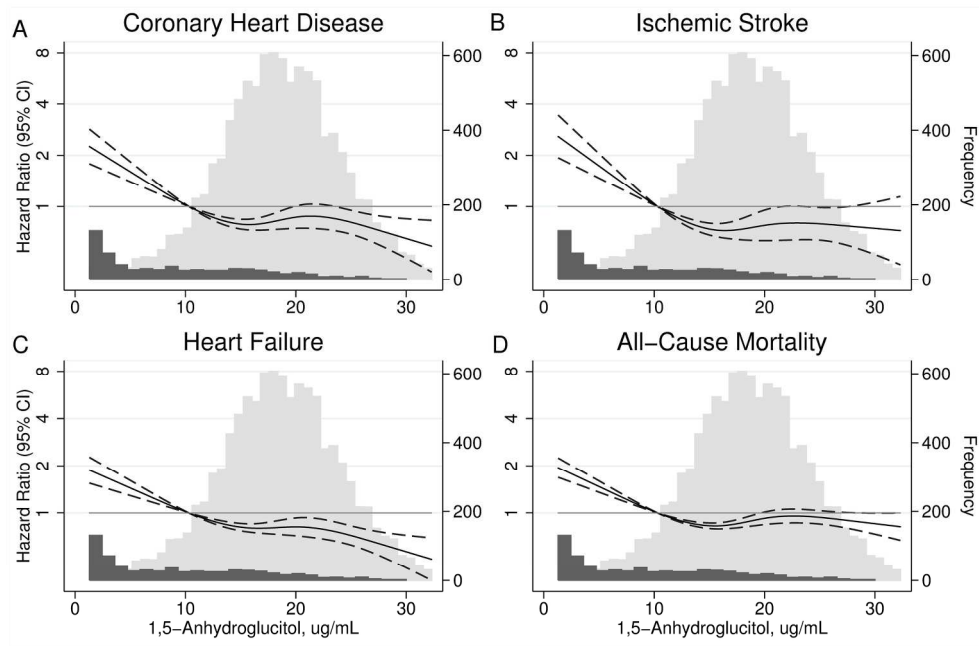 A Coronary Heart Disease
Hazard Ratio (95% CI)
8
4
2
1
600
400
200
0
0 10 20 30
B Ischemic Stroke
8
4
2
1
600
400
200
0
Frequency
0 10 20 30
C Heart Failure
Hazard Ratio (95% CI)
8
4
2
1
600
400
200
0
0 10 20 30
1,5−Anhydroglucitol, ug/mL
D All−Cause Mortality
8
4
2
1
600
400
200
0
Frequency
0 10 20 30
1,5−Anhydroglucitol, ug/mL